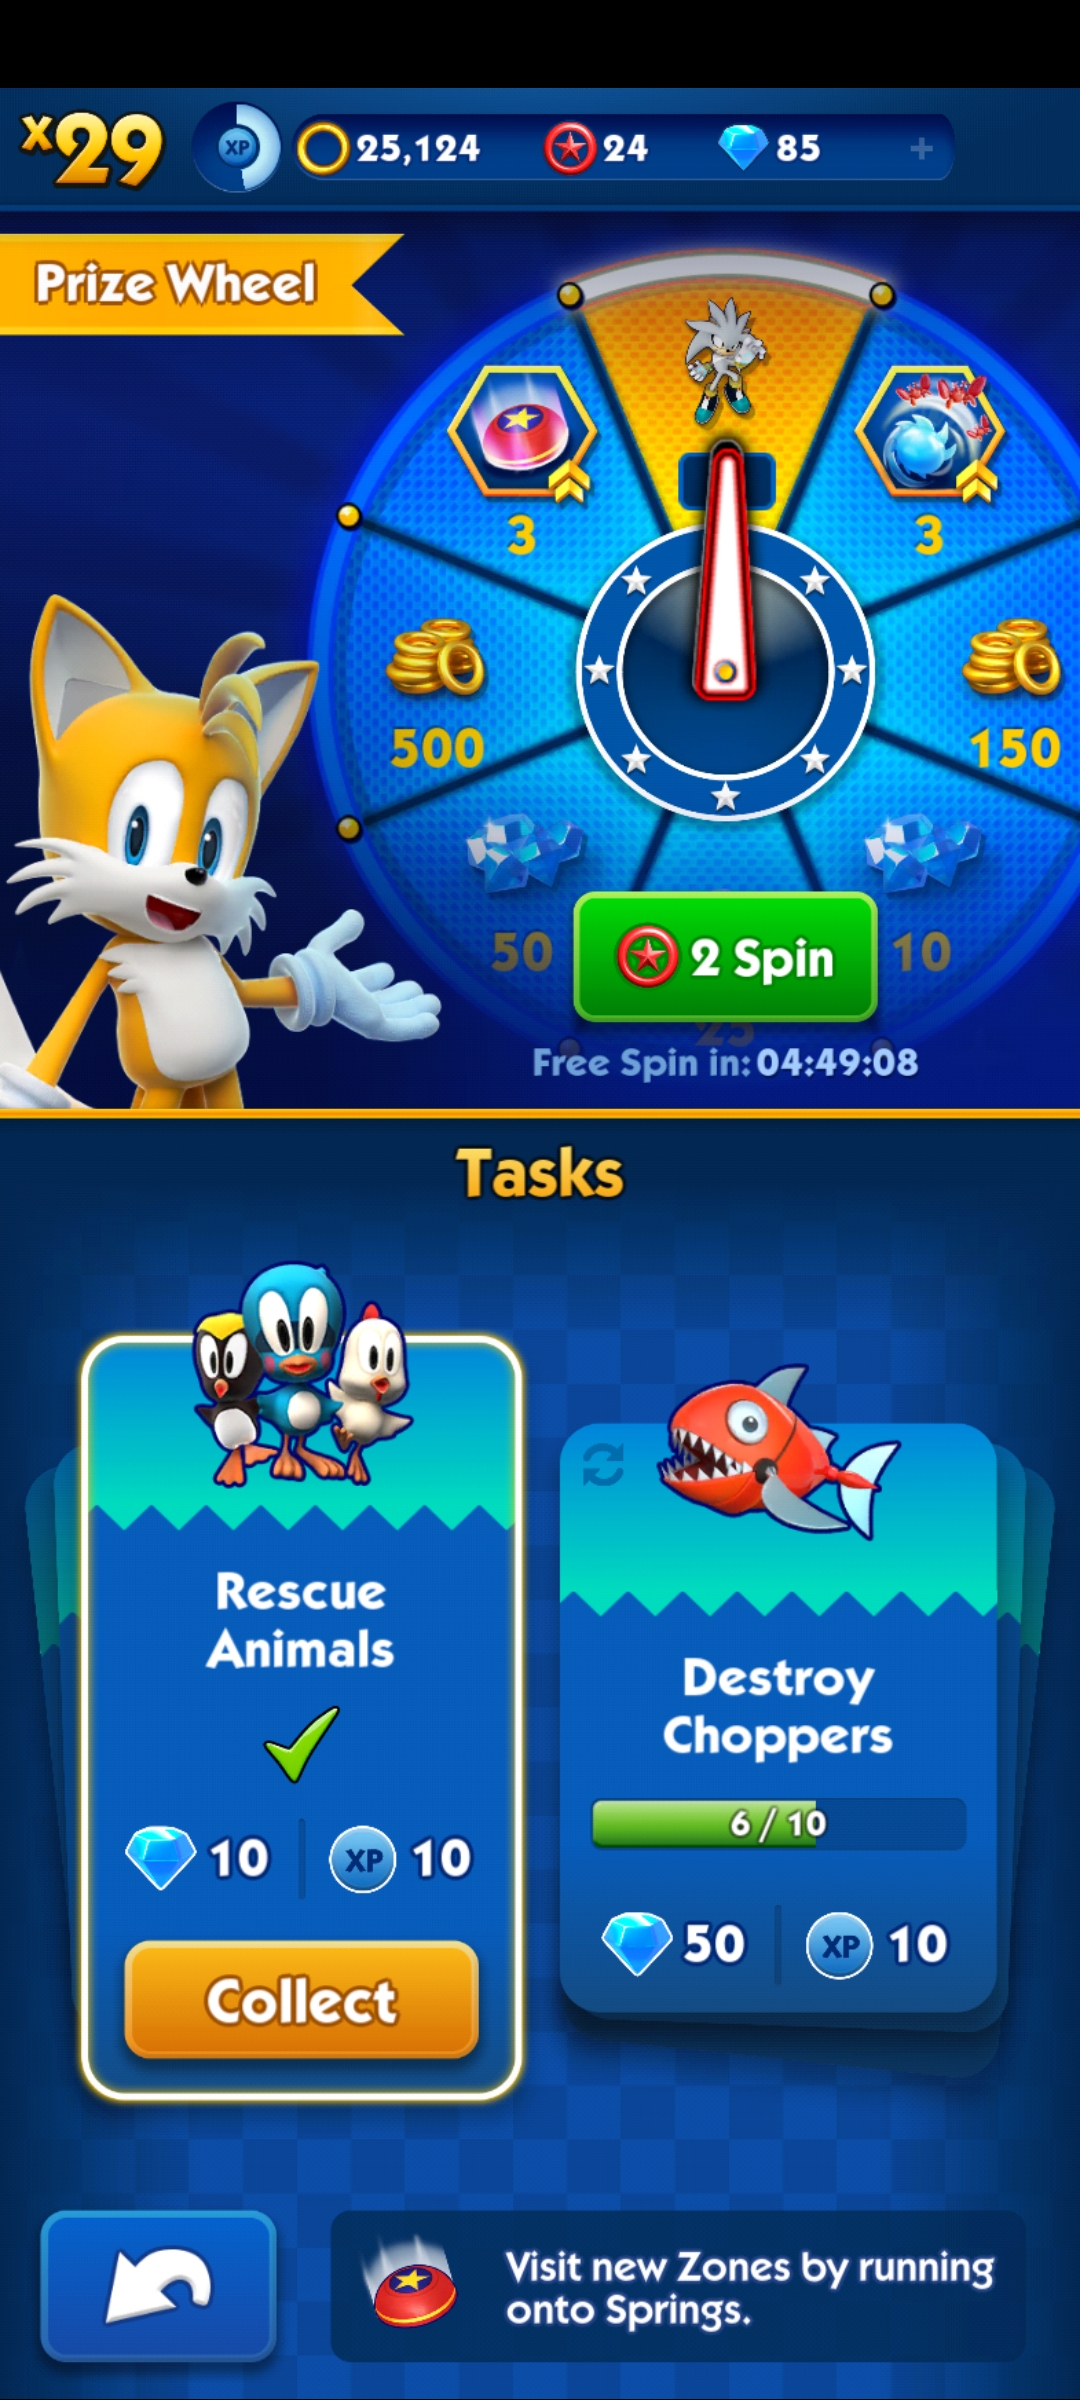 x29
XP
25,124
24
85
+
Prize Wheel
3
3
500
150
50
2 Spin
10
25
Free Spin in: 04:49:08
Tasks
Rescue
Animals
10
XP
10
Collect
Destroy
Choppers
6 / 10
50
XP
10
Visit new Zones by running
onto Springs.